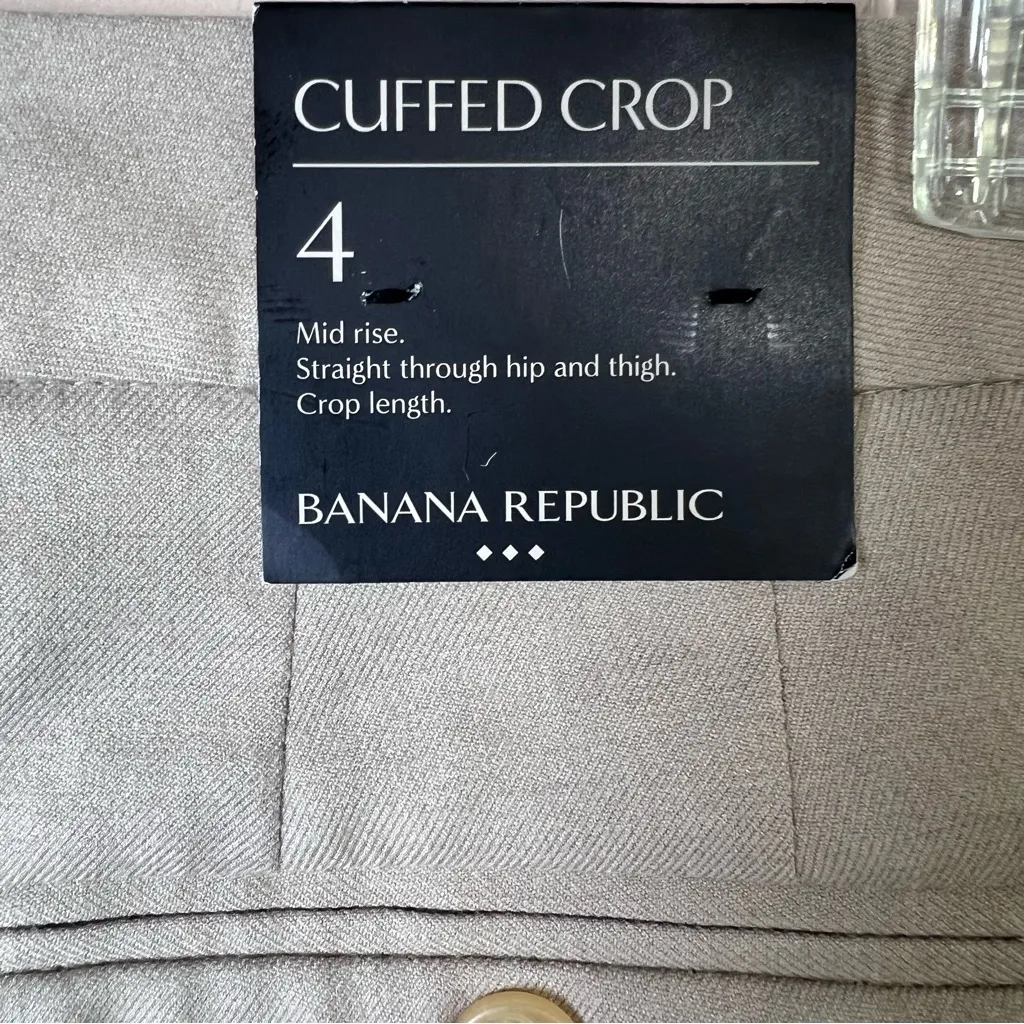 CUFFED CROP
4
Mid rise.
Straight through hip and thigh.
Crop length.
BANANA REPUBLIC